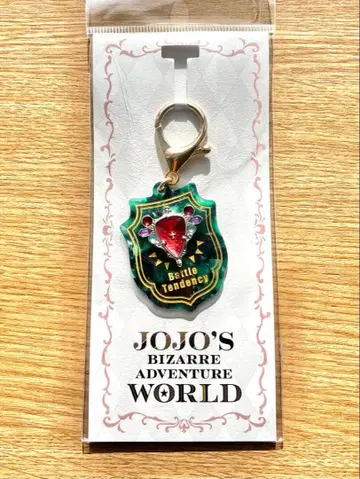 Battle
Tendency
JOJO'S
BIZARRE
ADVENTURE
WORLD